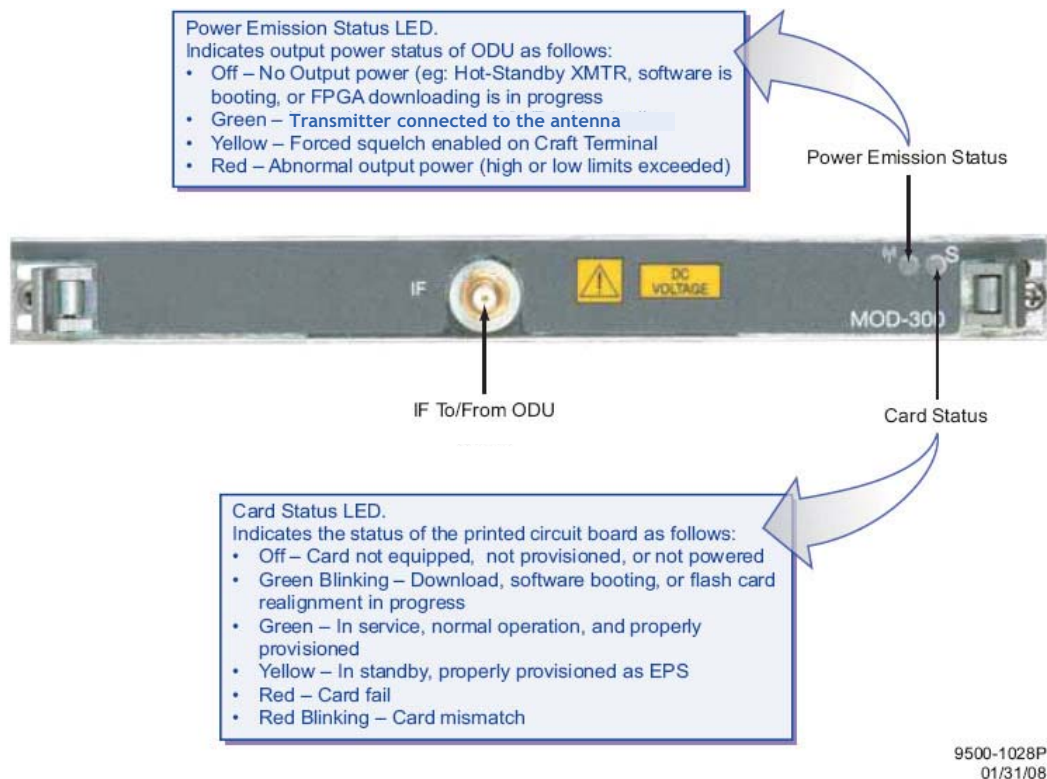 Power Emission Status LED.
Indicates output power status of ODU as follows:
• Off – No Output power (eg: Hot-Standby XMTR, software is
booting, or FPGA downloading is in progress
• Green – Transmitter connected to the antenna
• Yellow – Forced squelch enabled on Craft Terminal
• Red – Abnormal output power (high or low limits exceeded)
Power Emission Status
IF
DC
VOLTAGE
S
MOD-300
IF To/From ODU
Card Status
Card Status LED.
Indicates the status of the printed circuit board as follows:
• Off – Card not equipped, not provisioned, or not powered
• Green Blinking – Download, software booting, or flash card
realignment in progress
• Green – In service, normal operation, and properly
provisioned
• Yellow – In standby, properly provisioned as EPS
• Red – Card fail
• Red Blinking – Card mismatch
9500-1028P
01/31/08